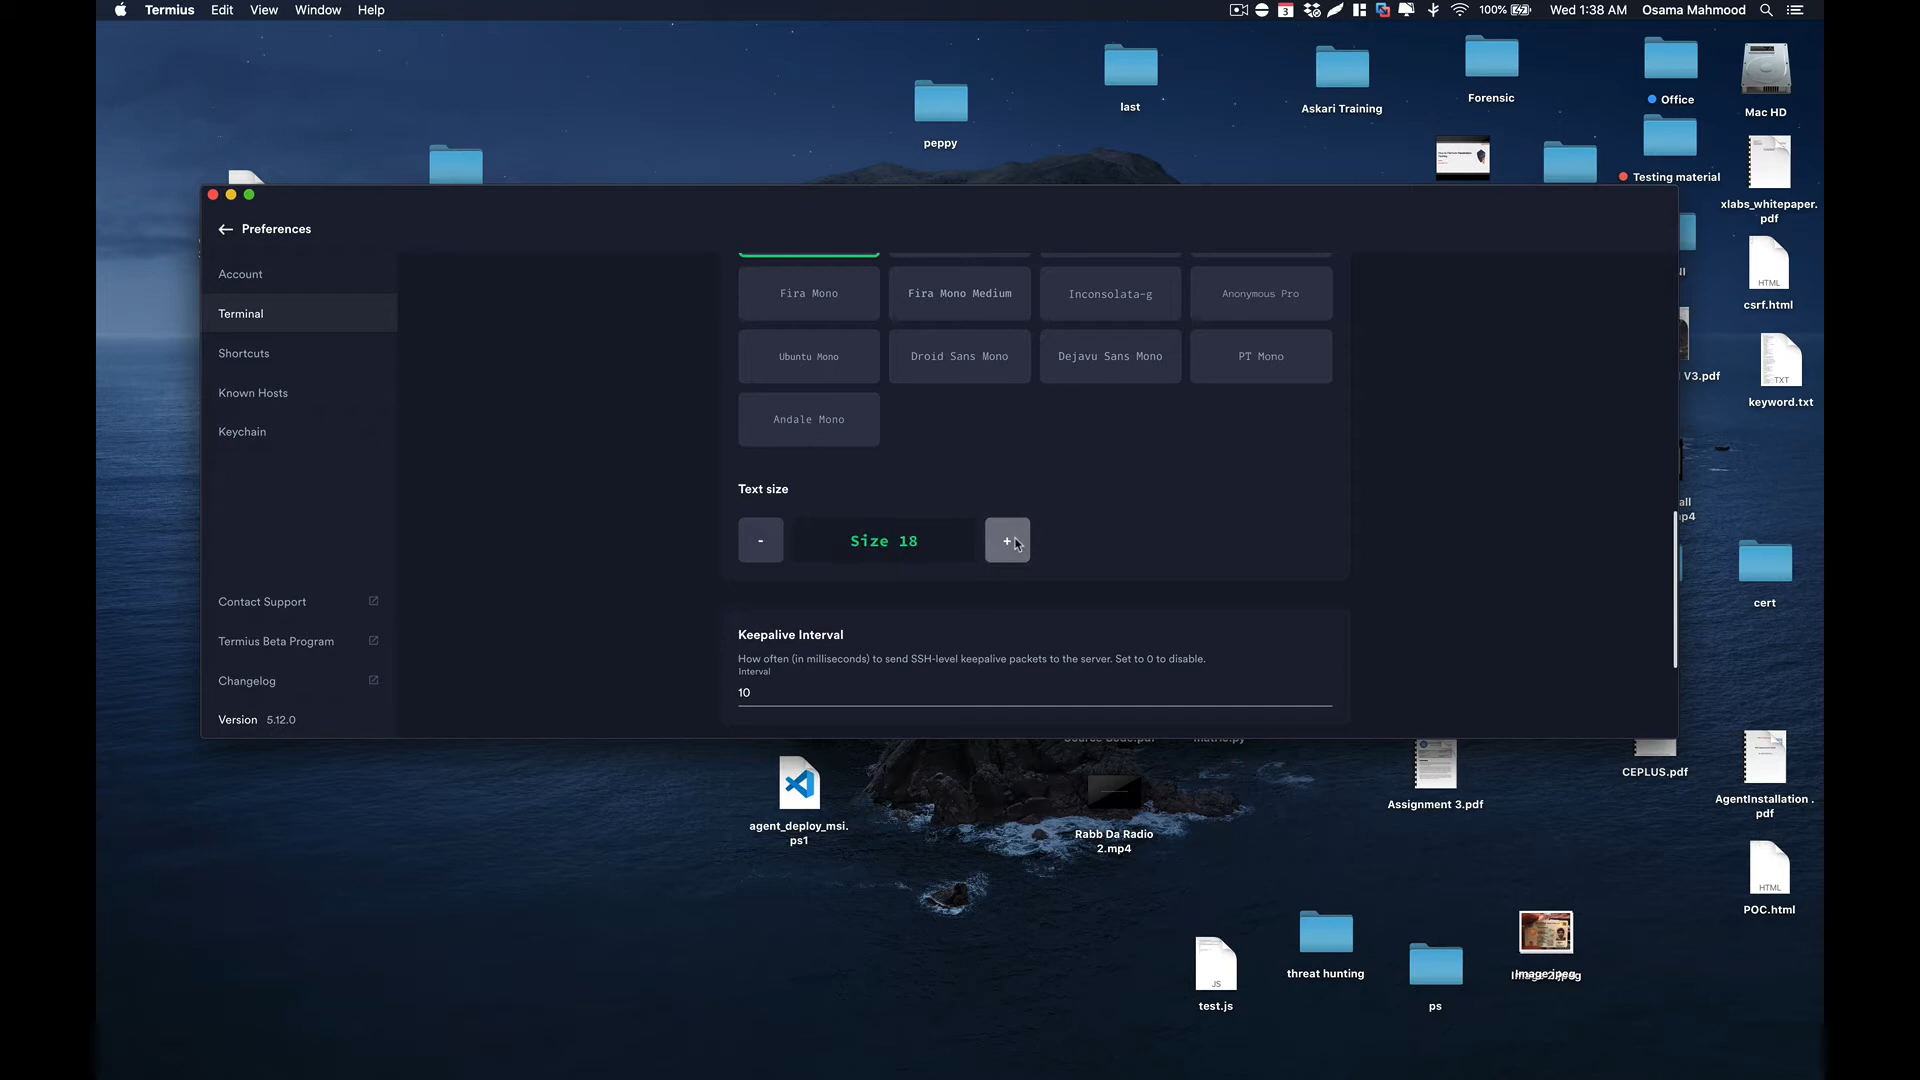 Termius Edit View Window Help
3 100% Wed 1:38 AM Osama Mahmood
last
Askari Training
Forensic
Office
Mac HD
peppy
Testing material
xlabs_whitepaper.
pdf
Preferences
Account
Terminal
Shortcuts
Known Hosts
Keychain
Contact Support
Termius Beta Program
Changelog
Version 5.12.0
Fira Mono
Fira Mono Medium
Inconsolata-g
Anonymous Pro
Ubuntu Mono
Droid Sans Mono
Dejavu Sans Mono
PT Mono
Andale Mono
Text size
-
Size 18
+
Keepalive Interval
How often (in milliseconds) to send SSH-level keepalive packets to the server. Set to 0 to disable.
Interval
10
HTML
csrf.html
V3.pdf
TXT
keyword.txt
cert
CEPLUS.pdf
Assignment 3.pdf
AgentInstallation .
pdf
agent_deploy_msi.
ps1
Rabb Da Radio
2.mp4
HTML
POC.html
threat hunting
JS
test.js
ps